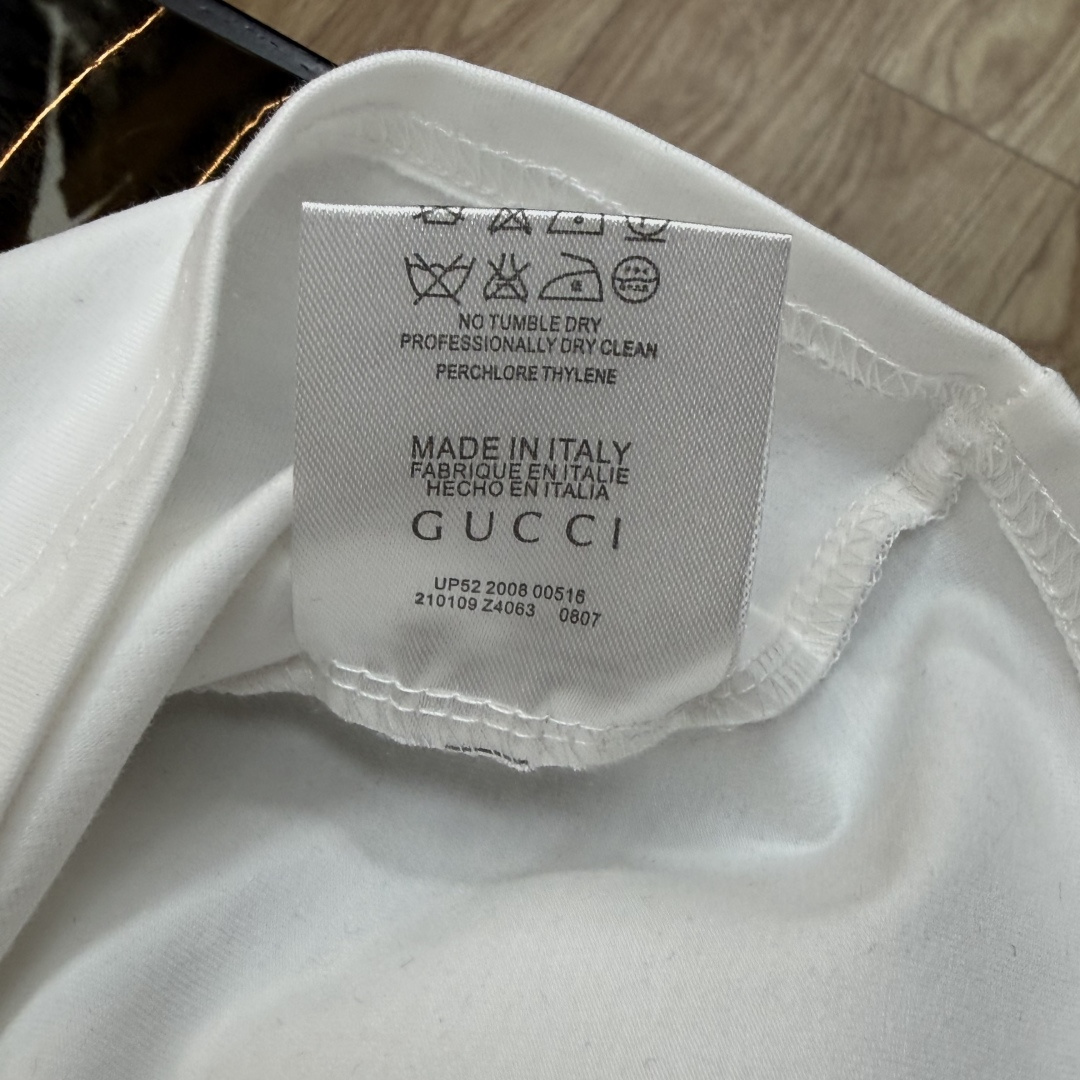 NO TUMBLE DRY
PROFESSIONALLY DRY CLEAN
PERCHLORE THYLENE
MADE IN ITALY
FABRIQUE EN ITALIE
HECHO EN ITALIA
GUCCI
UP52 2008 00516
210109 Z4063 0807